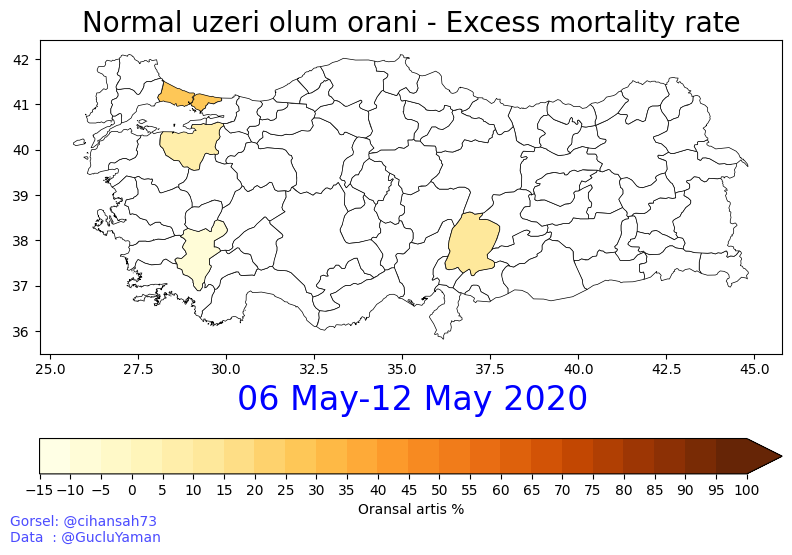 Normal uzeri olum orani - Excess mortality rate
42
41
40
39
38
37
36
25.0 27.5 30.0 32.5 35.0 37.5 40.0 42.5 45.0
06 May-12 May 2020
−15 −10 −5 0 5 10 15 20 25 30 35 40 45 50 55 60 65 70 75 80 85 90 95 100
Oransal artis %
Gorsel: @cihansah73
Data : @GucluYaman